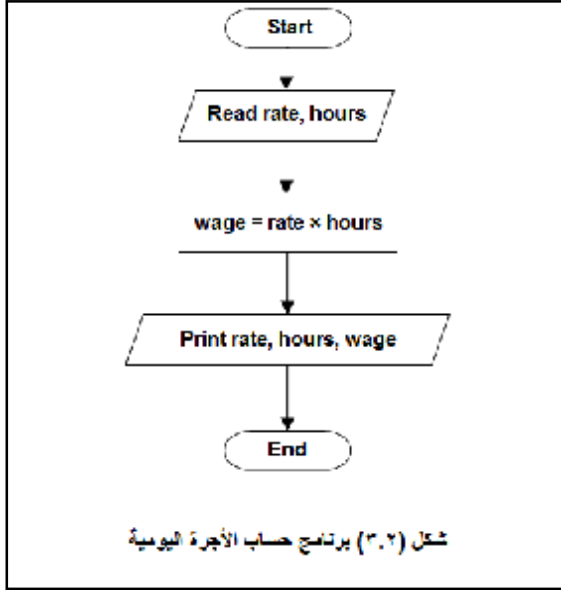 Start
Read rate, hours
wage = rate × hours
Print rate, hours, wage
End
شكل (٣.٢) برنامج حساب الأجرة اليومية